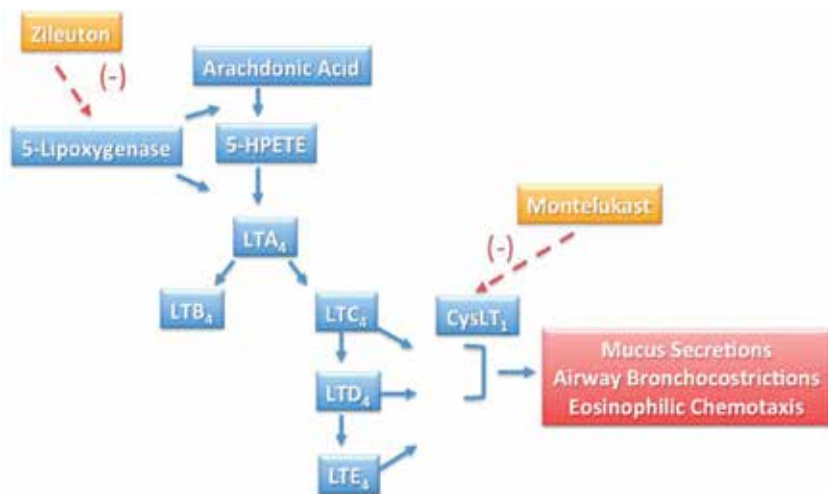 Zileuton
(-)
Arachdonic Acid
5-Lipoxygenase
5-HPETE
Montelukast
(-)
LTA₄
LTB₄
LTC₄
CysLT₁
Mucus Secretions
Airway Bronchocostrictions
Eosinophilic Chemotaxis
LTD₄
LTE₄